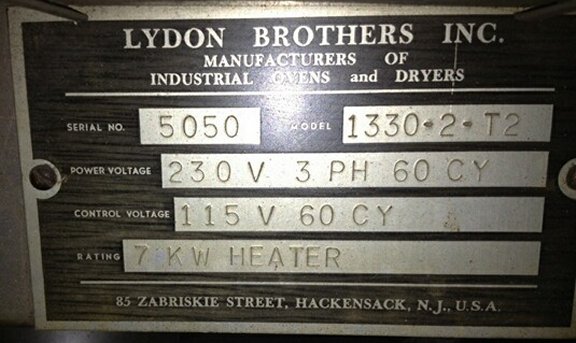 LYDON BROTHERS INC.
MANUFACTURERS OF
INDUSTRIAL OVENS and DRYERS
SERIAL NO. 5050 MODEL 1330-2-T2
POWER VOLTAGE 230 V 3 PH 60 CY
CONTROL VOLTAGE 115 V 60 CY
RATING 7 KW HEATER
85 ZABRISKIE STREET, HACKENSACK, N.J., U.S.A.